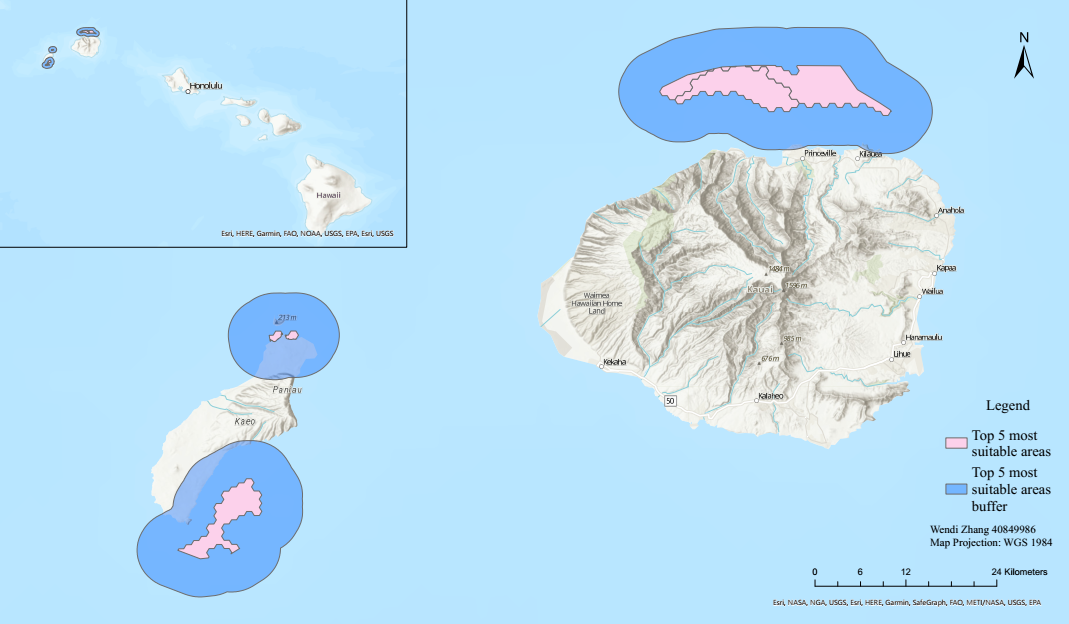 Honolulu
Hawaii
Esri, HERE, Garmin, FAO, NOAA, USGS, EPA, Esri, USGS
N
Princeville
Kilauea
Anahola
1484 m
Kapaa
Kauai
1596 m
Waimea
Hawaiian Home
Land
Wailua
213 m
985 m
Hanamaulu
Lihue
676 m
Kekaha
Paniau
Kalaheo
50
Kaeo
Legend
Top 5 most
suitable areas
Top 5 most
suitable areas
buffer
Wendi Zhang 40849986
Map Projection: WGS 1984
0 6 12 24 Kilometers
Esri, NASA, NGA, USGS, Esri, HERE, Garmin, SafeGraph, FAO, METI/NASA, USGS, EPA